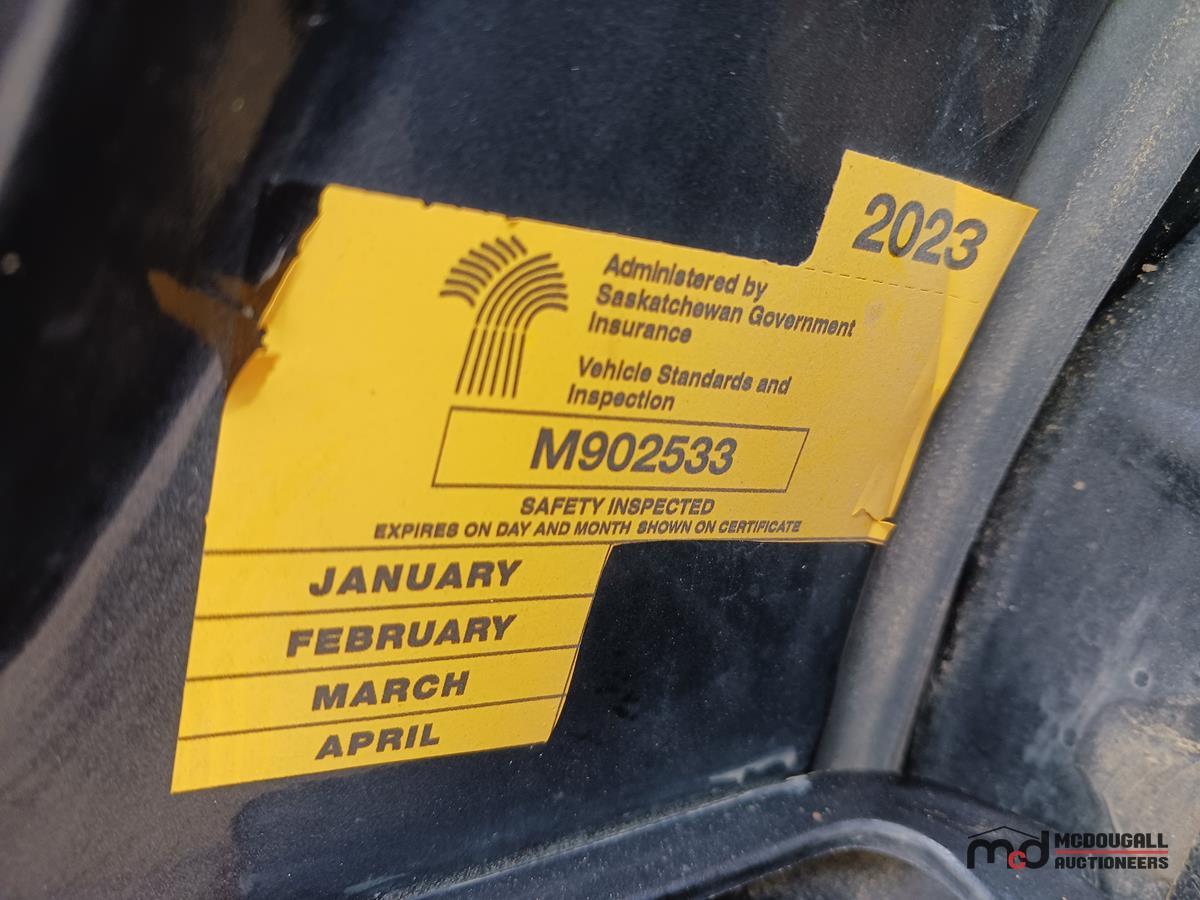 2023
Administered by
Saskatchewan Government
Insurance
Vehicle Standards and
Inspection
M902533
SAFETY INSPECTED
EXPIRES ON DAY AND MONTH SHOWN ON CERTIFICATE
JANUARY
FEBRUARY
MARCH
APRIL
mcd MCDOUGALL
AUCTIONEERS